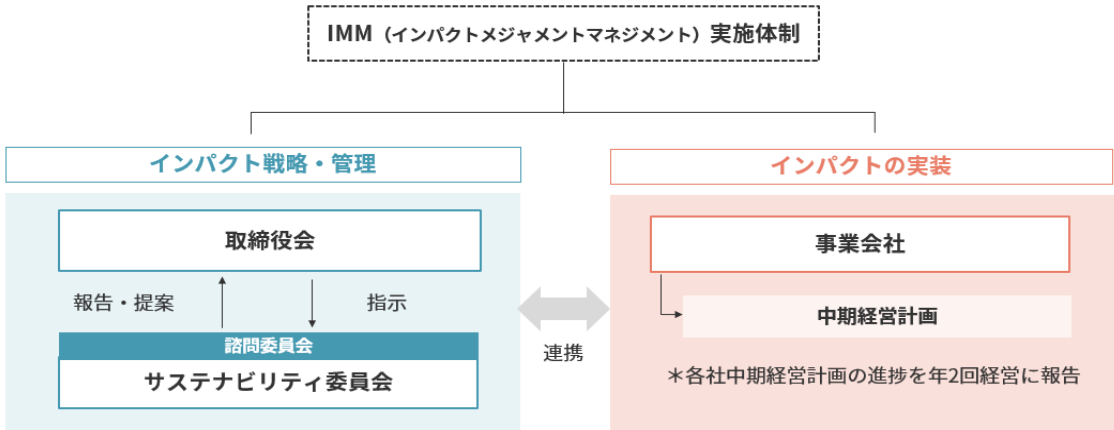 IMM（インパクトメジャメントマネジメント）実施体制
インパクト戦略・管理
取締役会
報告・提案
指示
諮問委員会
サステナビリティ委員会
連携
インパクトの実装
事業会社
中期経営計画
＊各社中期経営計画の進捗を年2回経営に報告